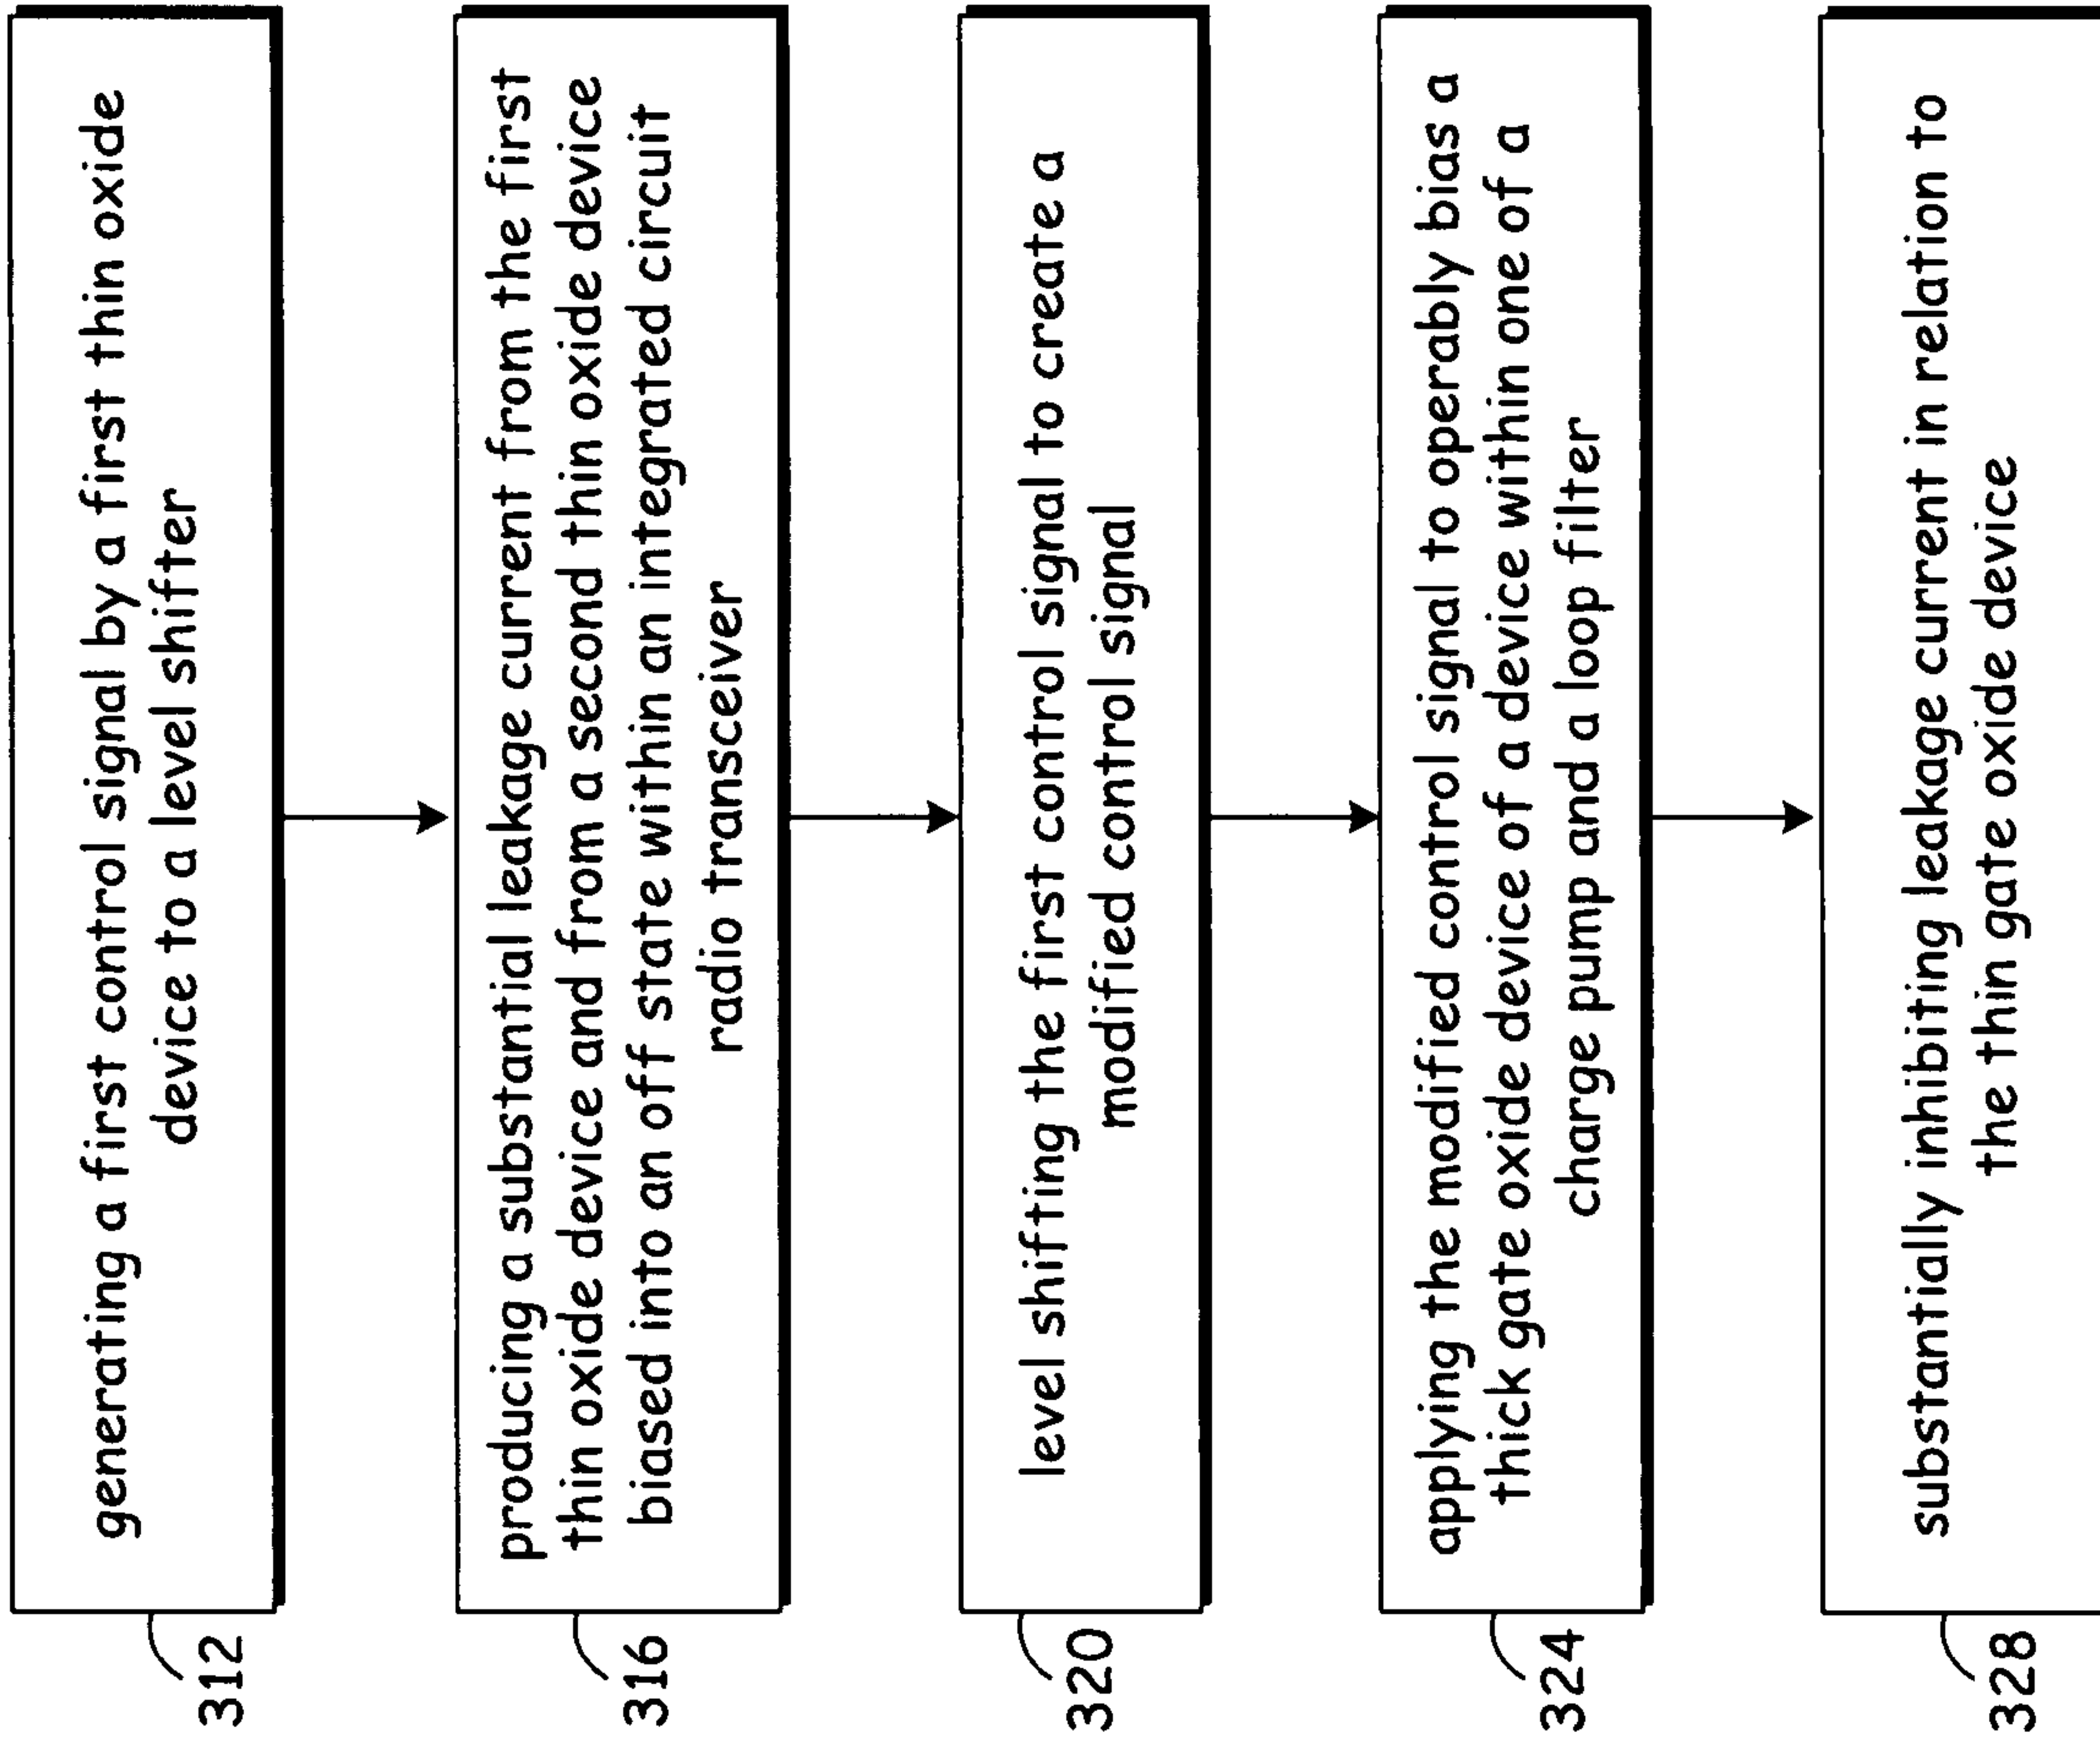 generating a first control signal by a first thin oxide
device to a level shifter
312
producing a substantial leakage current from the first
thin oxide device and from a second thin oxide device
biased into an off state within an integrated circuit
radio transceiver
316
level shifting the first control signal to create a
modified control signal
320
applying the modified control signal to operably bias a
thick gate oxide device of a device within one of a
charge pump and a loop filter
324
substantially inhibiting leakage current in relation to
the thin gate oxide device
328